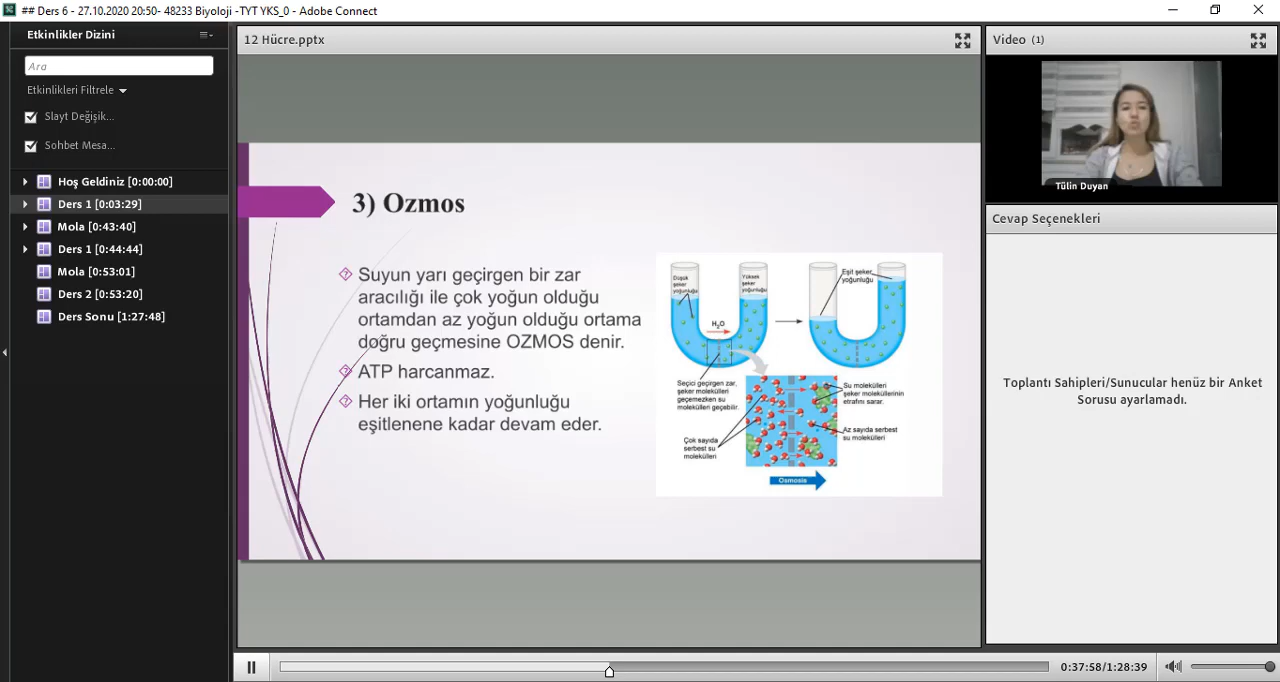 ## Ders 6 - 27.10.2020 20:50- 48233 Biyoloji -TYT YKS_0 - Adobe Connect
Etkinlikler Dizini
Ara
Etkinlikleri Filtrele
Slayt Değişik...
Sohbet Mesa...
Hoş Geldiniz [0:00:00]
Ders 1 [0:03:29]
Mola [0:43:40]
Ders 1 [0:44:44]
Mola [0:53:01]
Ders 2 [0:53:20]
Ders Sonu [1:27:48]
12 Hücre.pptx
3) Ozmos
Suyun yarı geçirgen bir zar
aracılığı ile çok yoğun olduğu
ortamdan az yoğun olduğu ortama
doğru geçmesine OZMOS denir.
ATP harcanmaz.
Her iki ortamın yoğunluğu
eşitlenene kadar devam eder.
Düşük
şeker
yoğunluğu
Yüksek
şeker
yoğunluğu
Eşit şeker
yoğunluğu
H2O
Seçici geçirgen zar,
şeker molekülleri
geçemezken su
molekülleri geçebilir.
Su molekülleri
şeker moleküllerinin
etrafını sarar.
Az sayıda serbest
su molekülleri
Çok sayıda
serbest su
molekülleri
Osmosis
Video (1)
Tülin Duyan
Cevap Seçenekleri
Toplantı Sahipleri/Sunucular henüz bir Anket
Sorusu ayarlamadı.
0:37:58/1:28:39